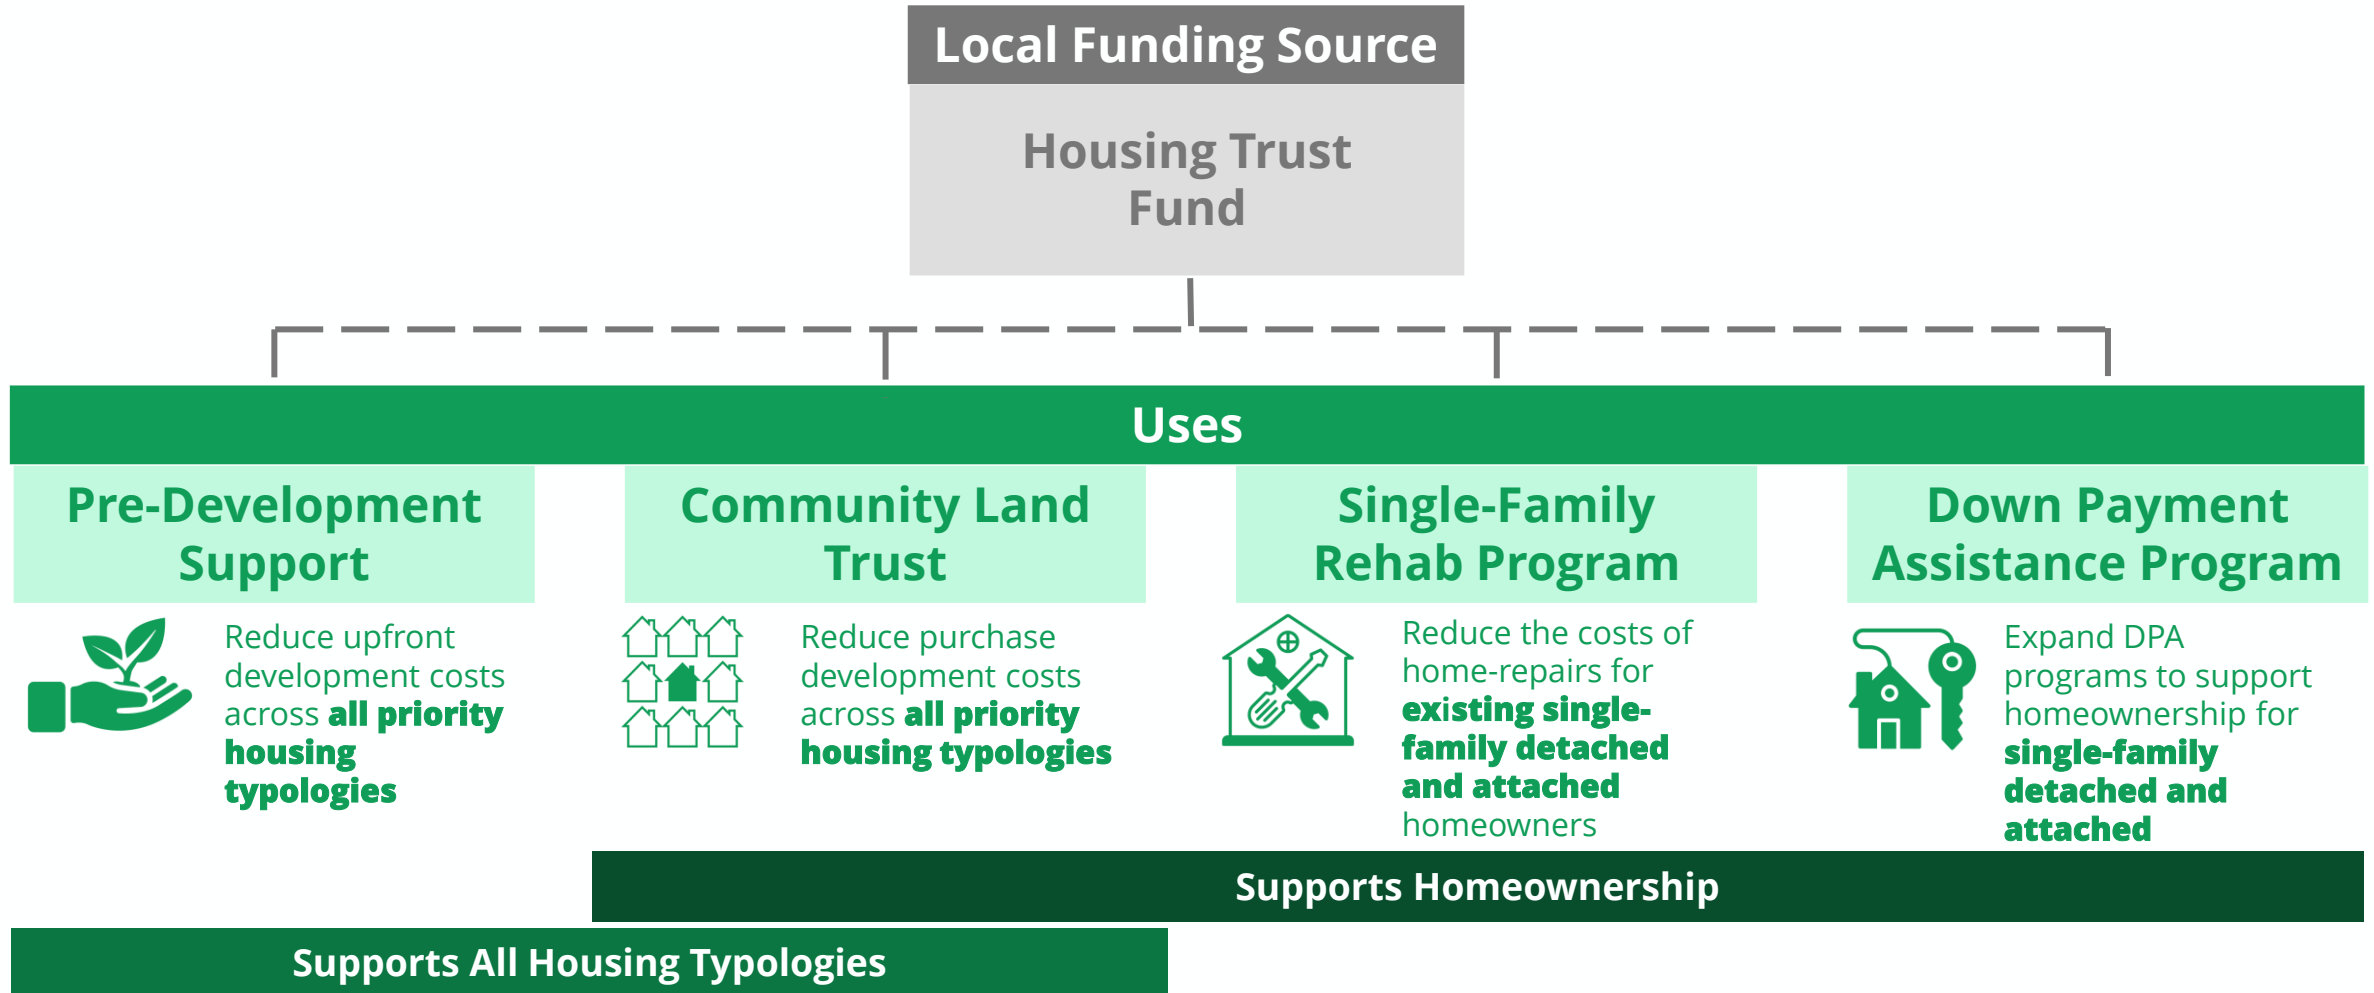 Local Funding Source
Housing Trust
Fund
Uses
Pre-Development
Support
Reduce upfront
development costs
across all priority
housing
typologies
Community Land
Trust
Reduce purchase
development costs
across all priority
housing typologies
Single-Family
Rehab Program
Reduce the costs of
home-repairs for
existing single-
family detached
and attached
homeowners
Down Payment
Assistance Program
Expand DPA
programs to support
homeownership for
single-family
detached and
attached
Supports Homeownership
Supports All Housing Typologies